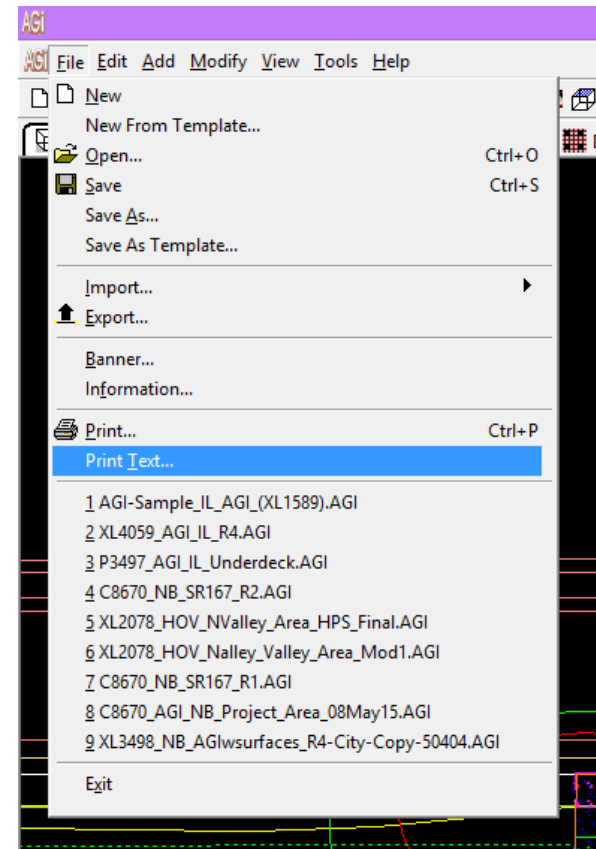 AGi
AGI File Edit Add Modify View Tools Help
New
New From Template...
Open... Ctrl+O
Save Ctrl+S
Save As...
Save As Template...
Import...
Export...
Banner...
Information...
Print... Ctrl+P
Print Text...
1 AGI-Sample_IL_AGI_(XL1589).AGI
2 XL4059_AGI_IL_R4.AGI
3 P3497_AGI_IL_Underdeck.AGI
4 C8670_NB_SR167_R2.AGI
5 XL2078_HOV_NValley_Area_HPS_Final.AGI
6 XL2078_HOV_Nalley_Valley_Area_Mod1.AGI
7 C8670_NB_SR167_R1.AGI
8 C8670_AGI_NB_Project_Area_08May15.AGI
9 XL3498_NB_AGIwsurfaces_R4-City-Copy-50404.AGI
Exit